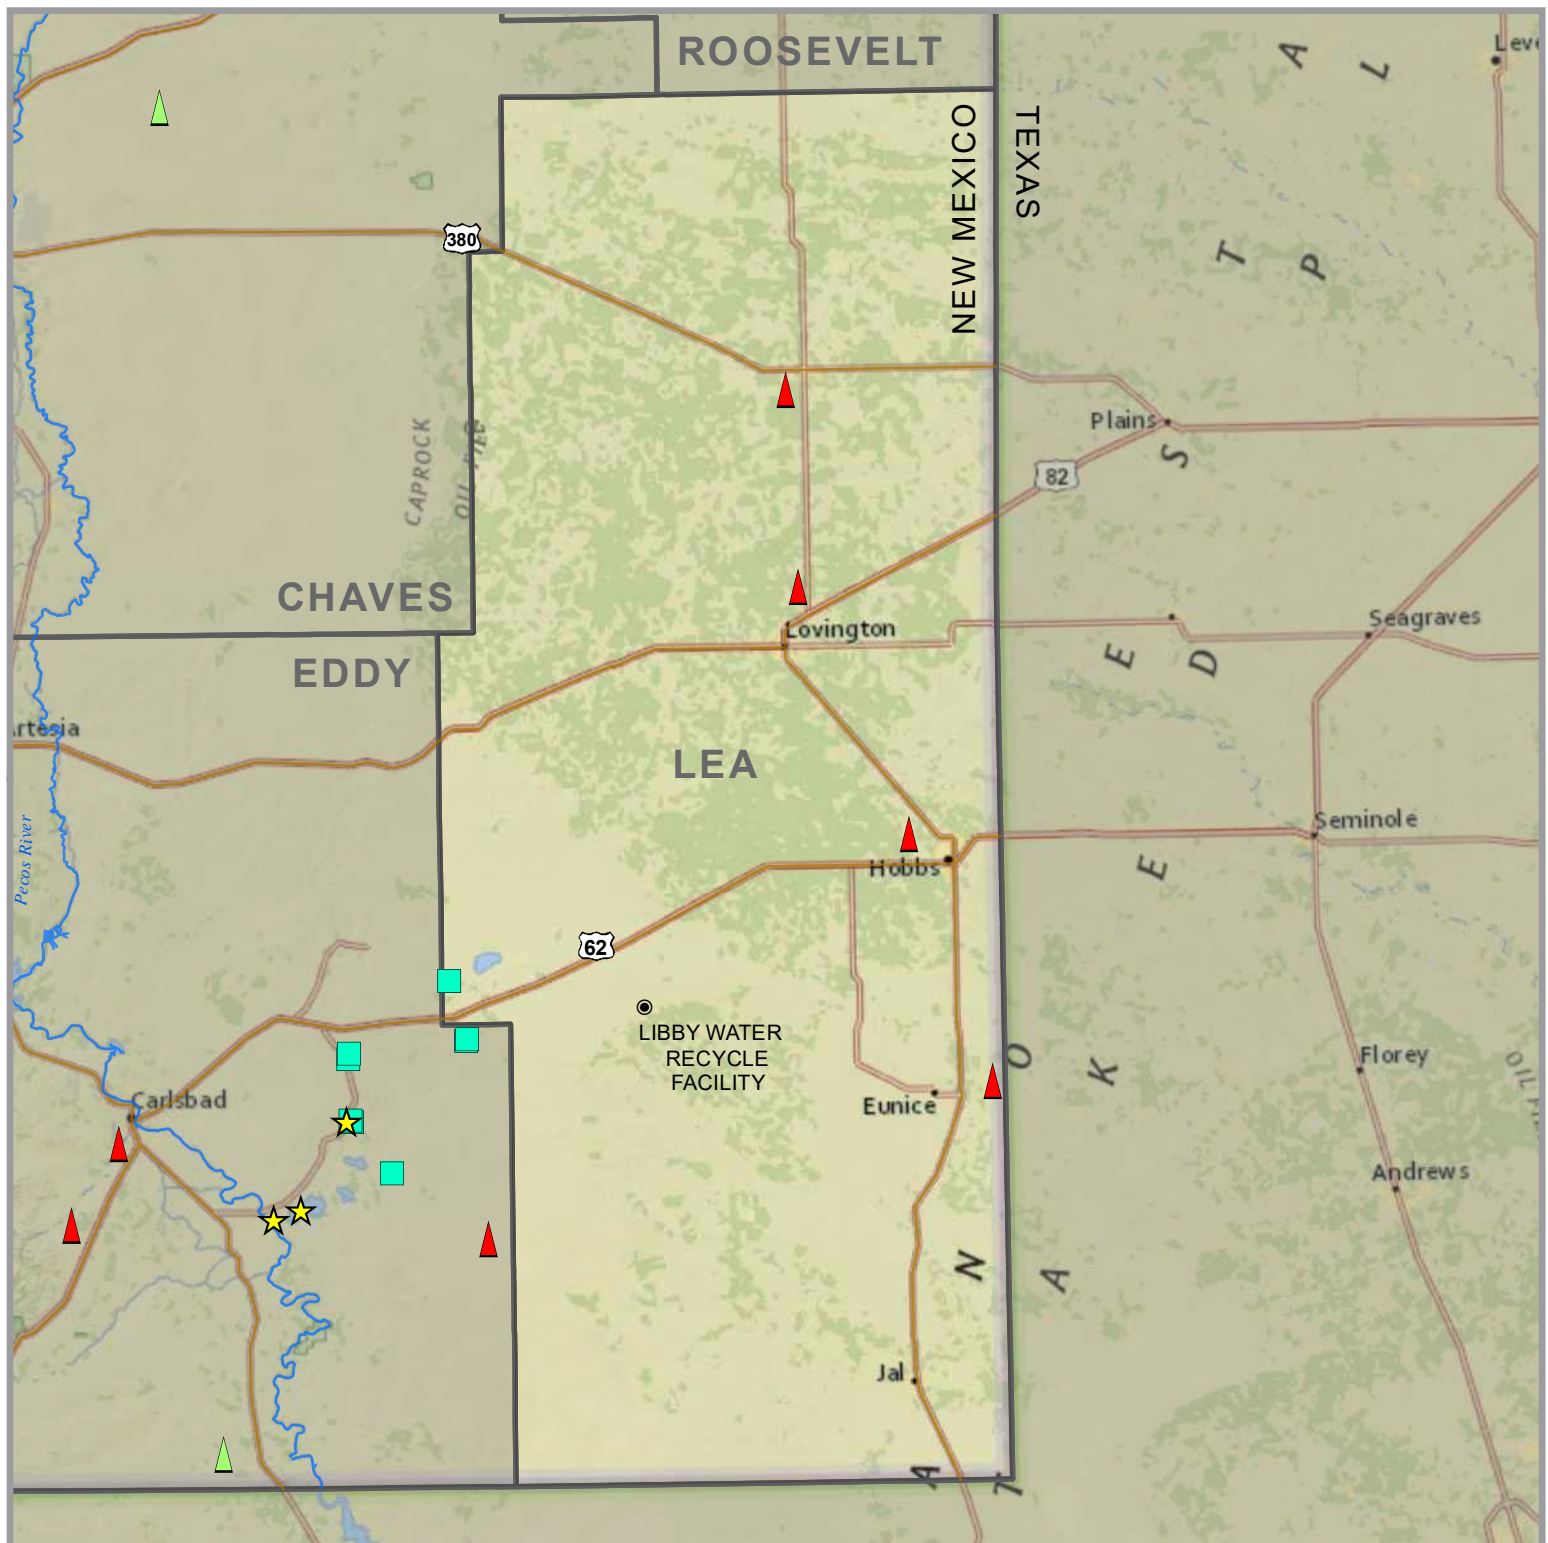 ROOSEVELT
NEW MEXICO
TEXAS
380
CAPROCK
Plains
82
CHAVES
EDDY
Lovington
Seagraves
LEA
Pecos River
Seminole
Hobbs
62
LIBBY WATER
RECYCLE
FACILITY
Carlsbad
Eunice
Florey
Andrews
Jal
L
A
T
P
S
E
D
E
K
O
A
N
A